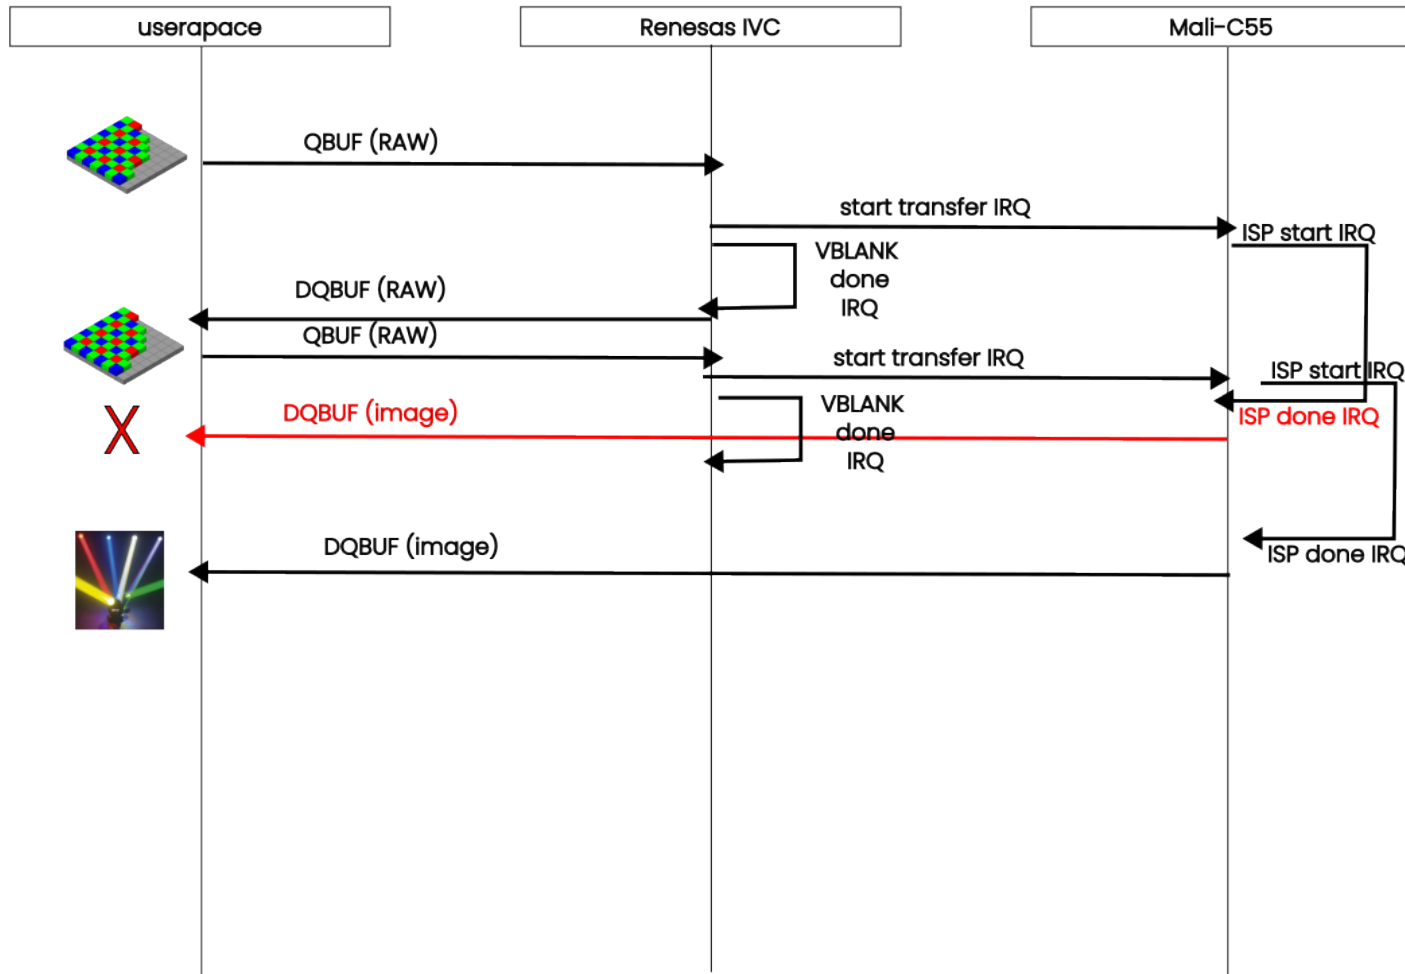 userapace
Renesas IVC
Mali-C55
QBUF (RAW)
start transfer IRQ
ISP start IRQ
VBLANK
done
IRQ
DQBUF (RAW)
QBUF (RAW)
start transfer IRQ
ISP start IRQ
VBLANK
done
IRQ
X
DQBUF (image)
ISP done IRQ
DQBUF (image)
ISP done IRQ